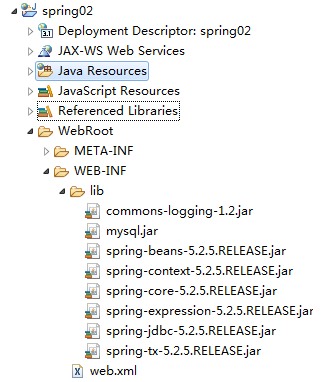 spring02
3.1 Deployment Descriptor: spring02
JAX-WS Web Services
Java Resources
JavaScript Resources
Referenced Libraries
WebRoot
META-INF
WEB-INF
lib
commons-logging-1.2.jar
mysql.jar
spring-beans-5.2.5.RELEASE.jar
spring-context-5.2.5.RELEASE.jar
spring-core-5.2.5.RELEASE.jar
spring-expression-5.2.5.RELEASE.jar
spring-jdbc-5.2.5.RELEASE.jar
spring-tx-5.2.5.RELEASE.jar
web.xml